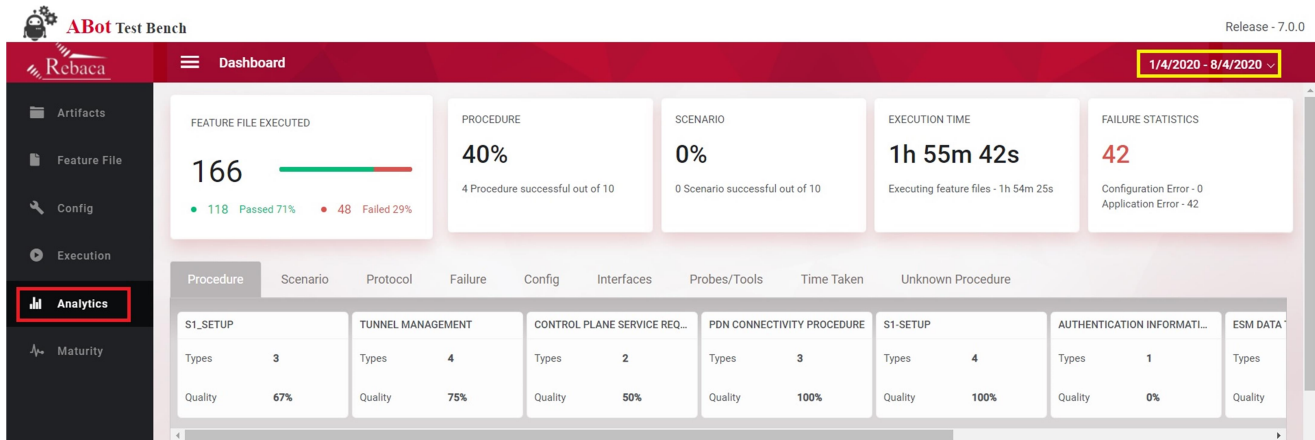 ABot Test Bench
Release - 7.0.0
Rebaca
Dashboard
1/4/2020 - 8/4/2020
Artifacts
Feature File
Config
Execution
Analytics
Maturity
FEATURE FILE EXECUTED
166
118 Passed 71% 48 Failed 29%
PROCEDURE
40%
4 Procedure successful out of 10
SCENARIO
0%
0 Scenario successful out of 10
EXECUTION TIME
1h 55m 42s
Executing feature files - 1h 54m 25s
FAILURE STATISTICS
42
Configuration Error - 0
Application Error - 42
Procedure Scenario Protocol Failure Config Interfaces Probes/Tools Time Taken Unknown Procedure
S1_SETUP
Types 3
Quality 67%
TUNNEL MANAGEMENT
Types 4
Quality 75%
CONTROL PLANE SERVICE REQ...
Types 2
Quality 50%
PDN CONNECTIVITY PROCEDURE
Types 3
Quality 100%
S1-SETUP
Types 4
Quality 100%
AUTHENTICATION INFORMATI...
Types 1
Quality 0%
ESM DATA
Types
Quality